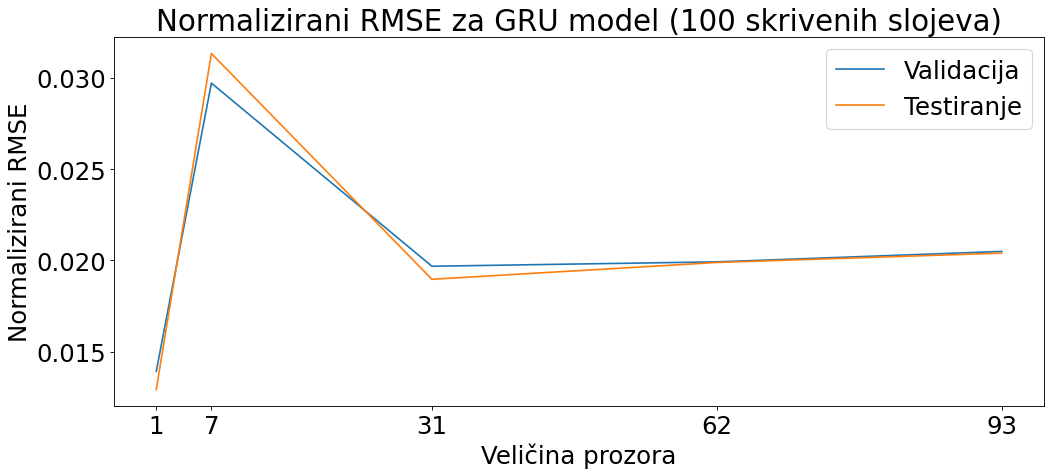 Normalizirani RMSE za GRU model (100 skrivenih slojeva)
Validacija
Testiranje
Normalizirani RMSE
0.030
0.025
0.020
0.015
1 7 31 62 93
Veličina prozora